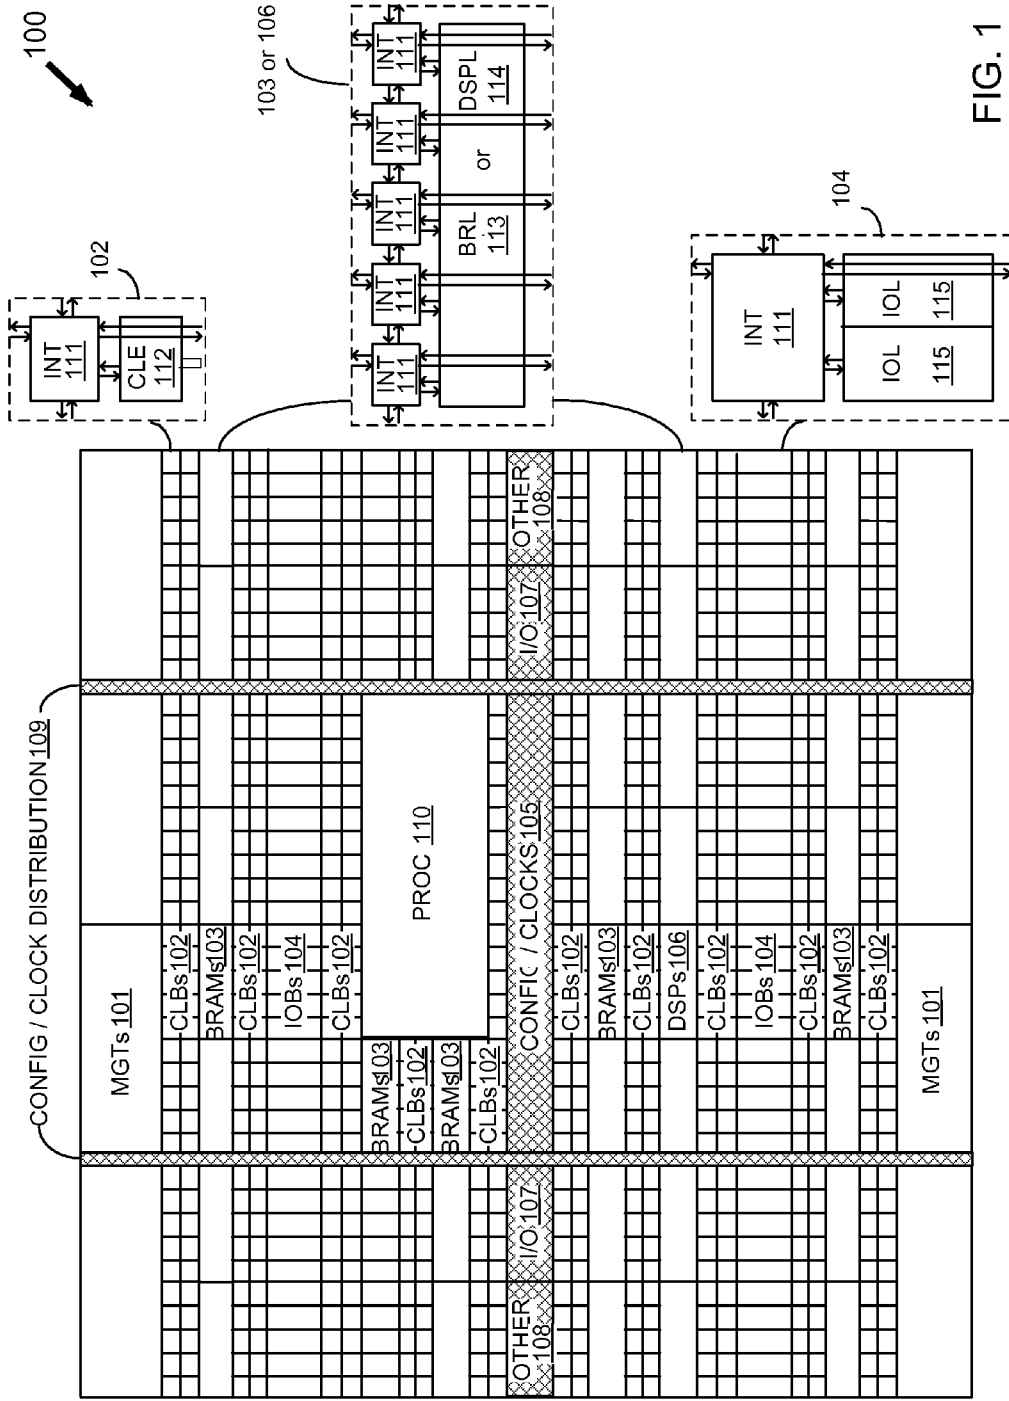 100
CONFIG / CLOCK DISTRIBUTION 109
MGTs 101
CLBs 102
BRAMs 103
CLBs 102
IOBs 104
CLBs 102
BRAMs 103
CLBs 102
BRAMs 103
CLBs 102
PROC 110
OTHER 108
I/O 107
CONFIG / CLOCKS 105
I/O 107
OTHER 108
CLBs 102
BRAMs 103
CLBs 102
DSPs 106
CLBs 102
IOBs 104
CLBs 102
BRAMs 103
CLBs 102
MGTs 101
102
INT 111
CLE 112
103 or 106
INT 111
INT 111
INT 111
INT 111
INT 111
BRL 113
or
DSPL 114
104
INT 111
IOL 115
IOL 115
FIG. 1